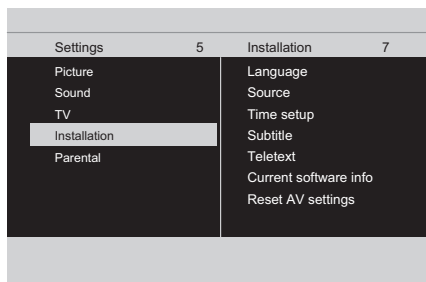 Settings 5
Picture
Sound
TV
Installation
Parental
Installation 7
Language
Source
Time setup
Subtitle
Teletext
Current software info
Reset AV settings